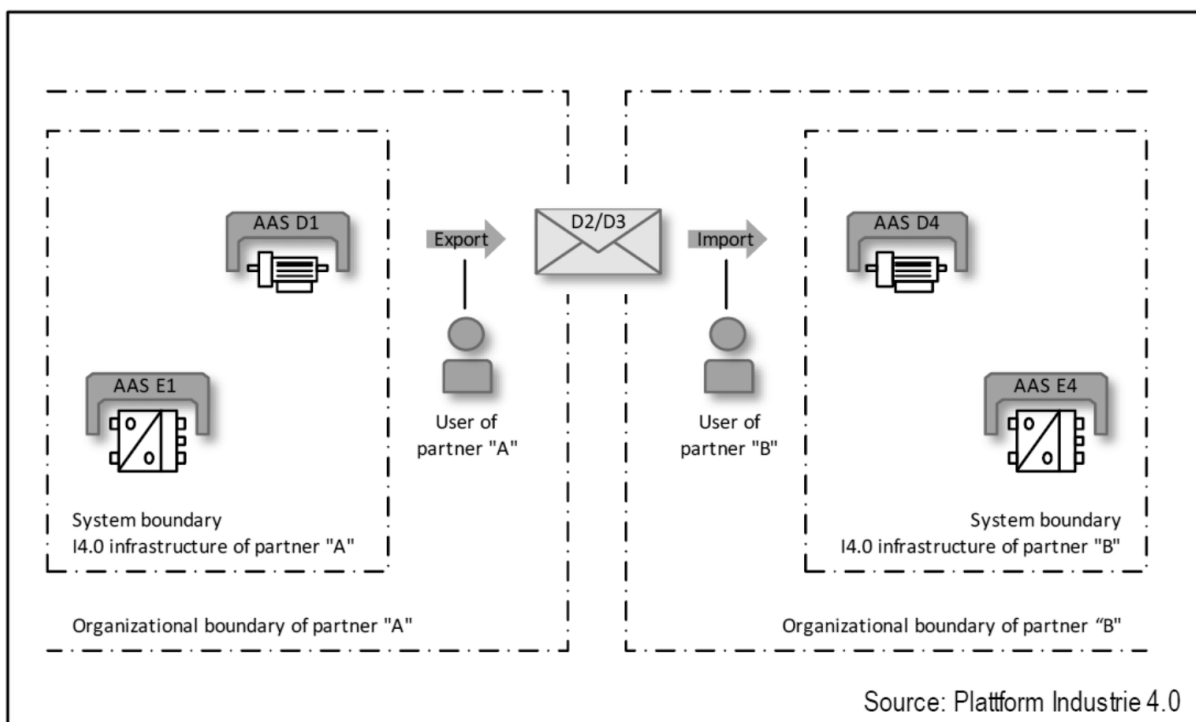 AAS D1
Export
D2/D3
Import
AAS D4
AAS E1
User of
partner "A"
User of
partner "B"
AAS E4
System boundary
I4.0 infrastructure of partner "A"
System boundary
I4.0 infrastructure of partner "B"
Organizational boundary of partner "A"
Organizational boundary of partner “B"
Source: Plattform Industrie 4.0